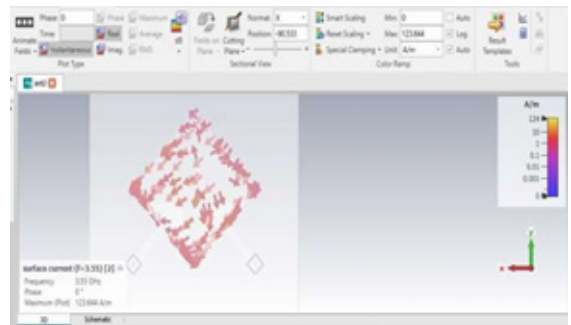 Phase: 0 Phase Maximum
Time Real Average
Animate Fields Instantaneous Imag. RMS
Plot Type
Fields on Plane Cutting Plane
Normal: X
Position: -90.533
Sectional View
Smart Scaling Min: 0 Auto
Reset Scaling Max: 123.644 Log
Special Clamping Unit: A/m Auto
Color Ramp
Result Templates
Tools
A/m
124
10
1
0.1
0.01
0.001
0
y
x
surface current (f=3.55) [2]
Frequency 3.55 GHz
Phase 0 °
Maximum (Plot) 123.644 A/m
3D Schematic